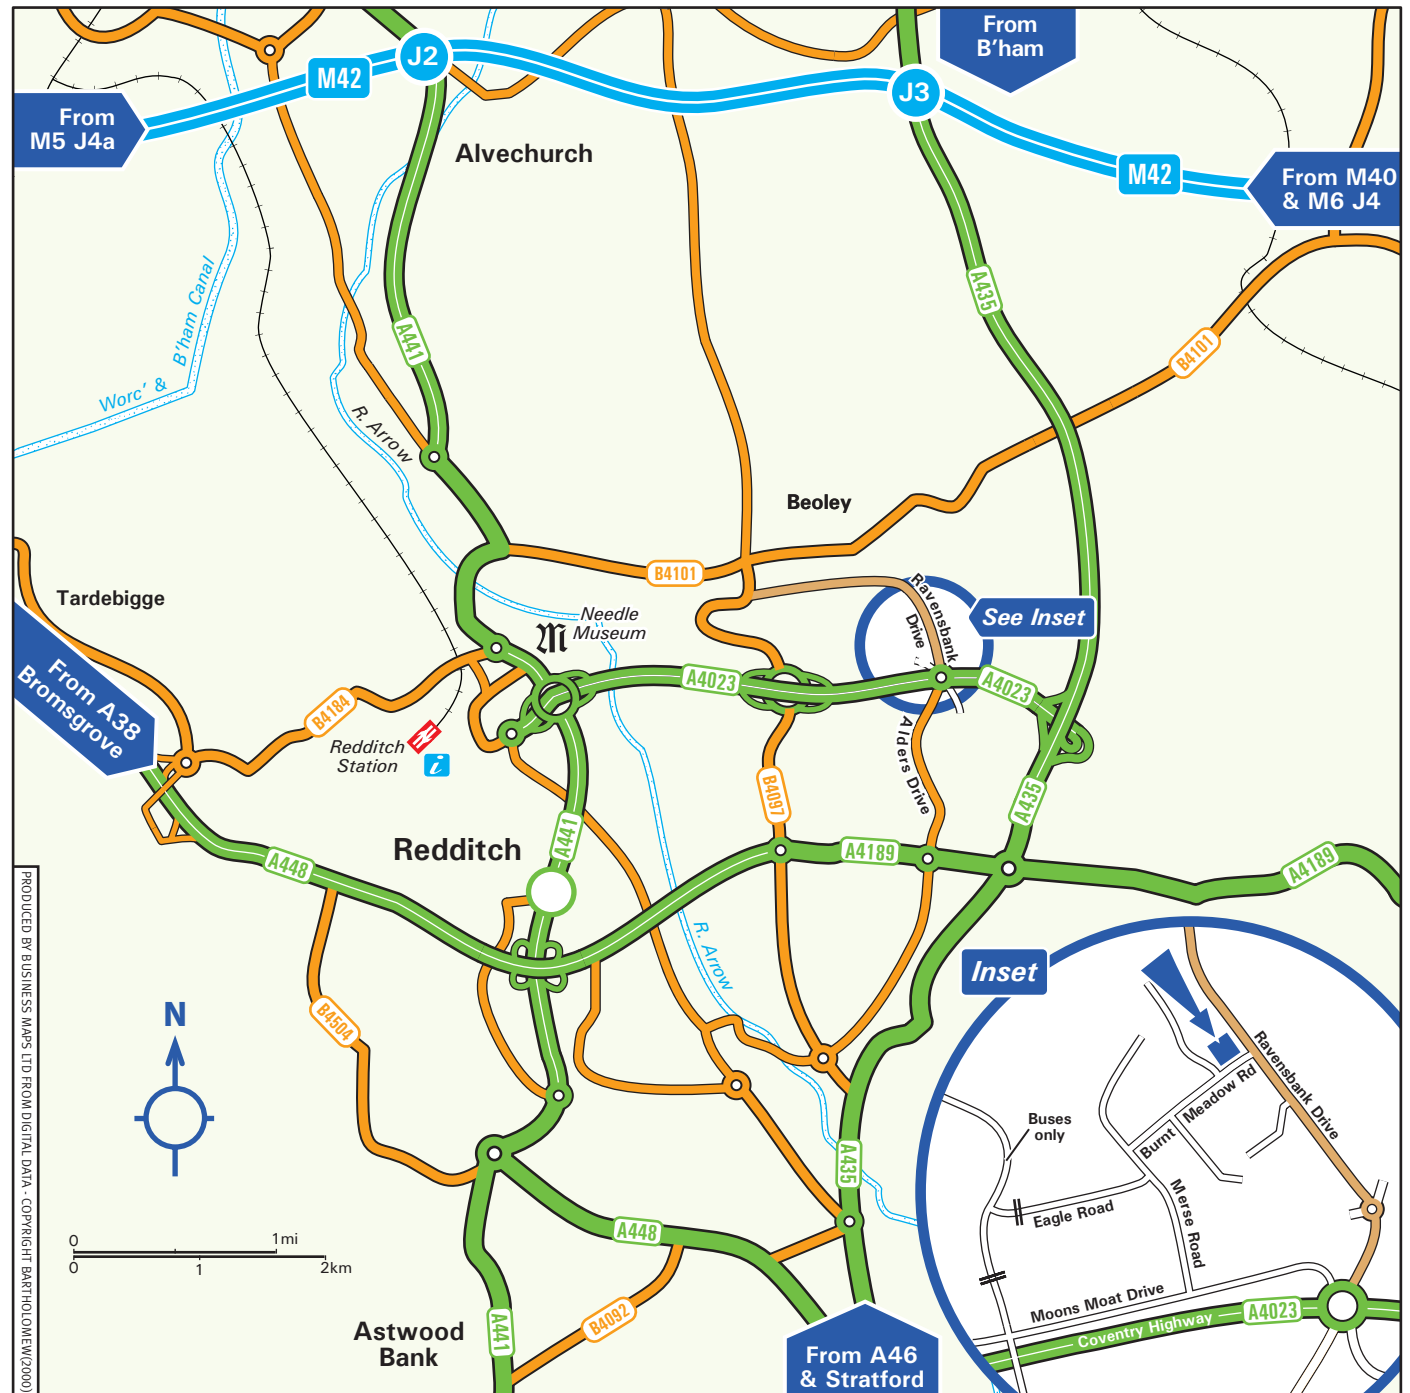 From
B'ham
J2
M42
J3
From
M5 J4a
Alvechurch
M42
From M40
& M6 J4
A435
Worc' & B'ham Canal
A441
B4101
R. Arrow
Beoley
B4101
Tardebigge
Needle
Museum
M
Ravensbank
Drive
See Inset
From A38
Bromsgrove
B4184
A4023
A4023
Redditch
Station
i
Alders Drive
B4097
A435
Redditch
A441
A4189
A4189
A448
R. Arrow
Inset
B4504
N
Ravensbank Drive
Burnt Meadow Rd
Buses
only
A435
Eagle Road
Merse Road
A448
0 1mi
0 1 2km
Moons Moat Drive
A4023
Coventry Highway
A441
B4092
Astwood
Bank
From A46
& Stratford
PRODUCED BY BUSINESS MAPS LTD FROM DIGITAL DATA - COPYRIGHT BARTHOLOMEW(2000)